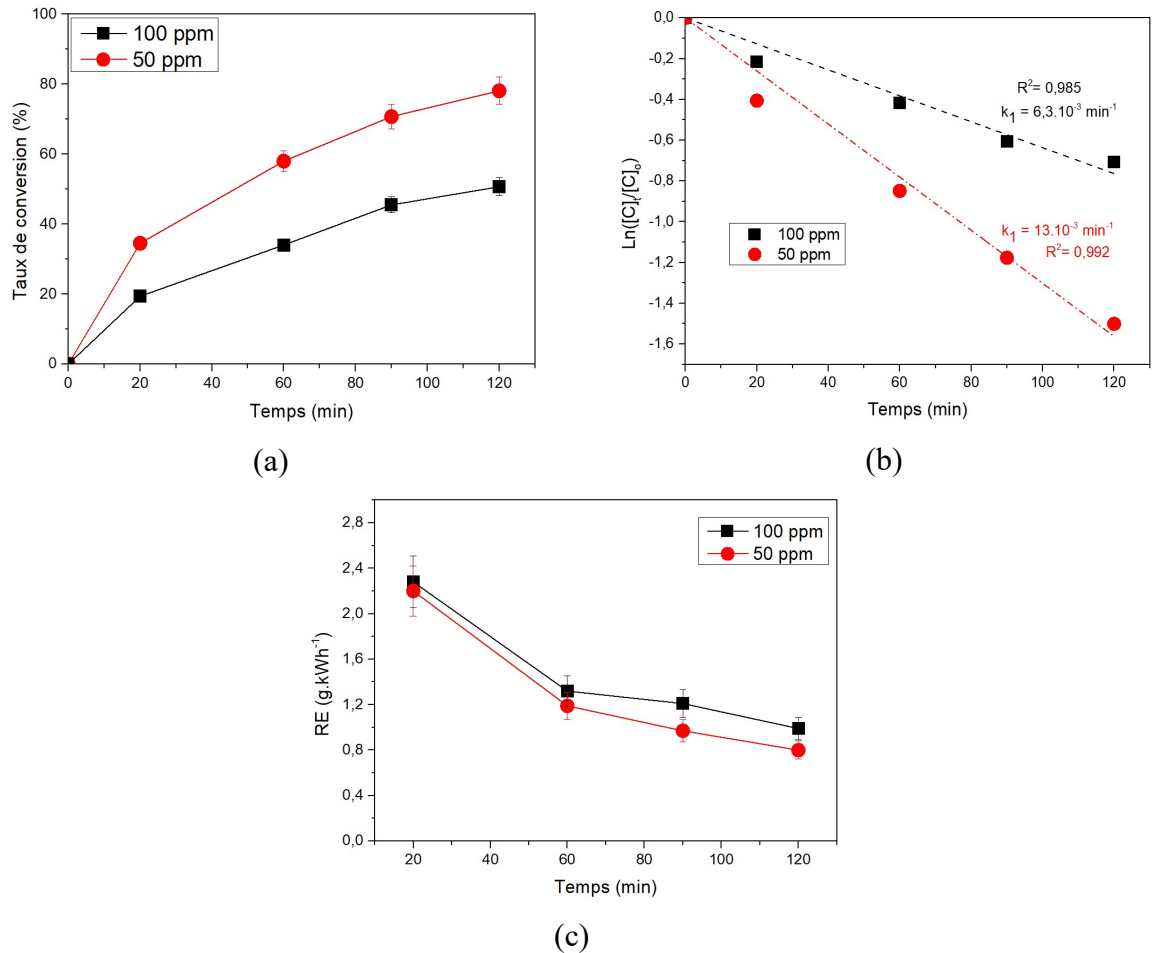 100 ppm
50 ppm
100
80
60
40
20
0
0
20
40
60
80
100
120
Taux de conversion (%)
Temps (min)
(a)
0,0
-0,2
-0,4
-0,6
-0,8
-1,0
-1,2
-1,4
-1,6
0
20
40
60
80
100
120
Ln([C]t/[C]o)
R2= 0,985
k1 = 6,3.10-3 min-1
100 ppm
50 ppm
k1 = 13.10-3 min-1
R2= 0,992
Temps (min)
(b)
2,8
2,4
2,0
1,6
1,2
0,8
0,4
0,0
20
40
60
80
100
120
RE (g.kWh-1)
100 ppm
50 ppm
Temps (min)
(c)